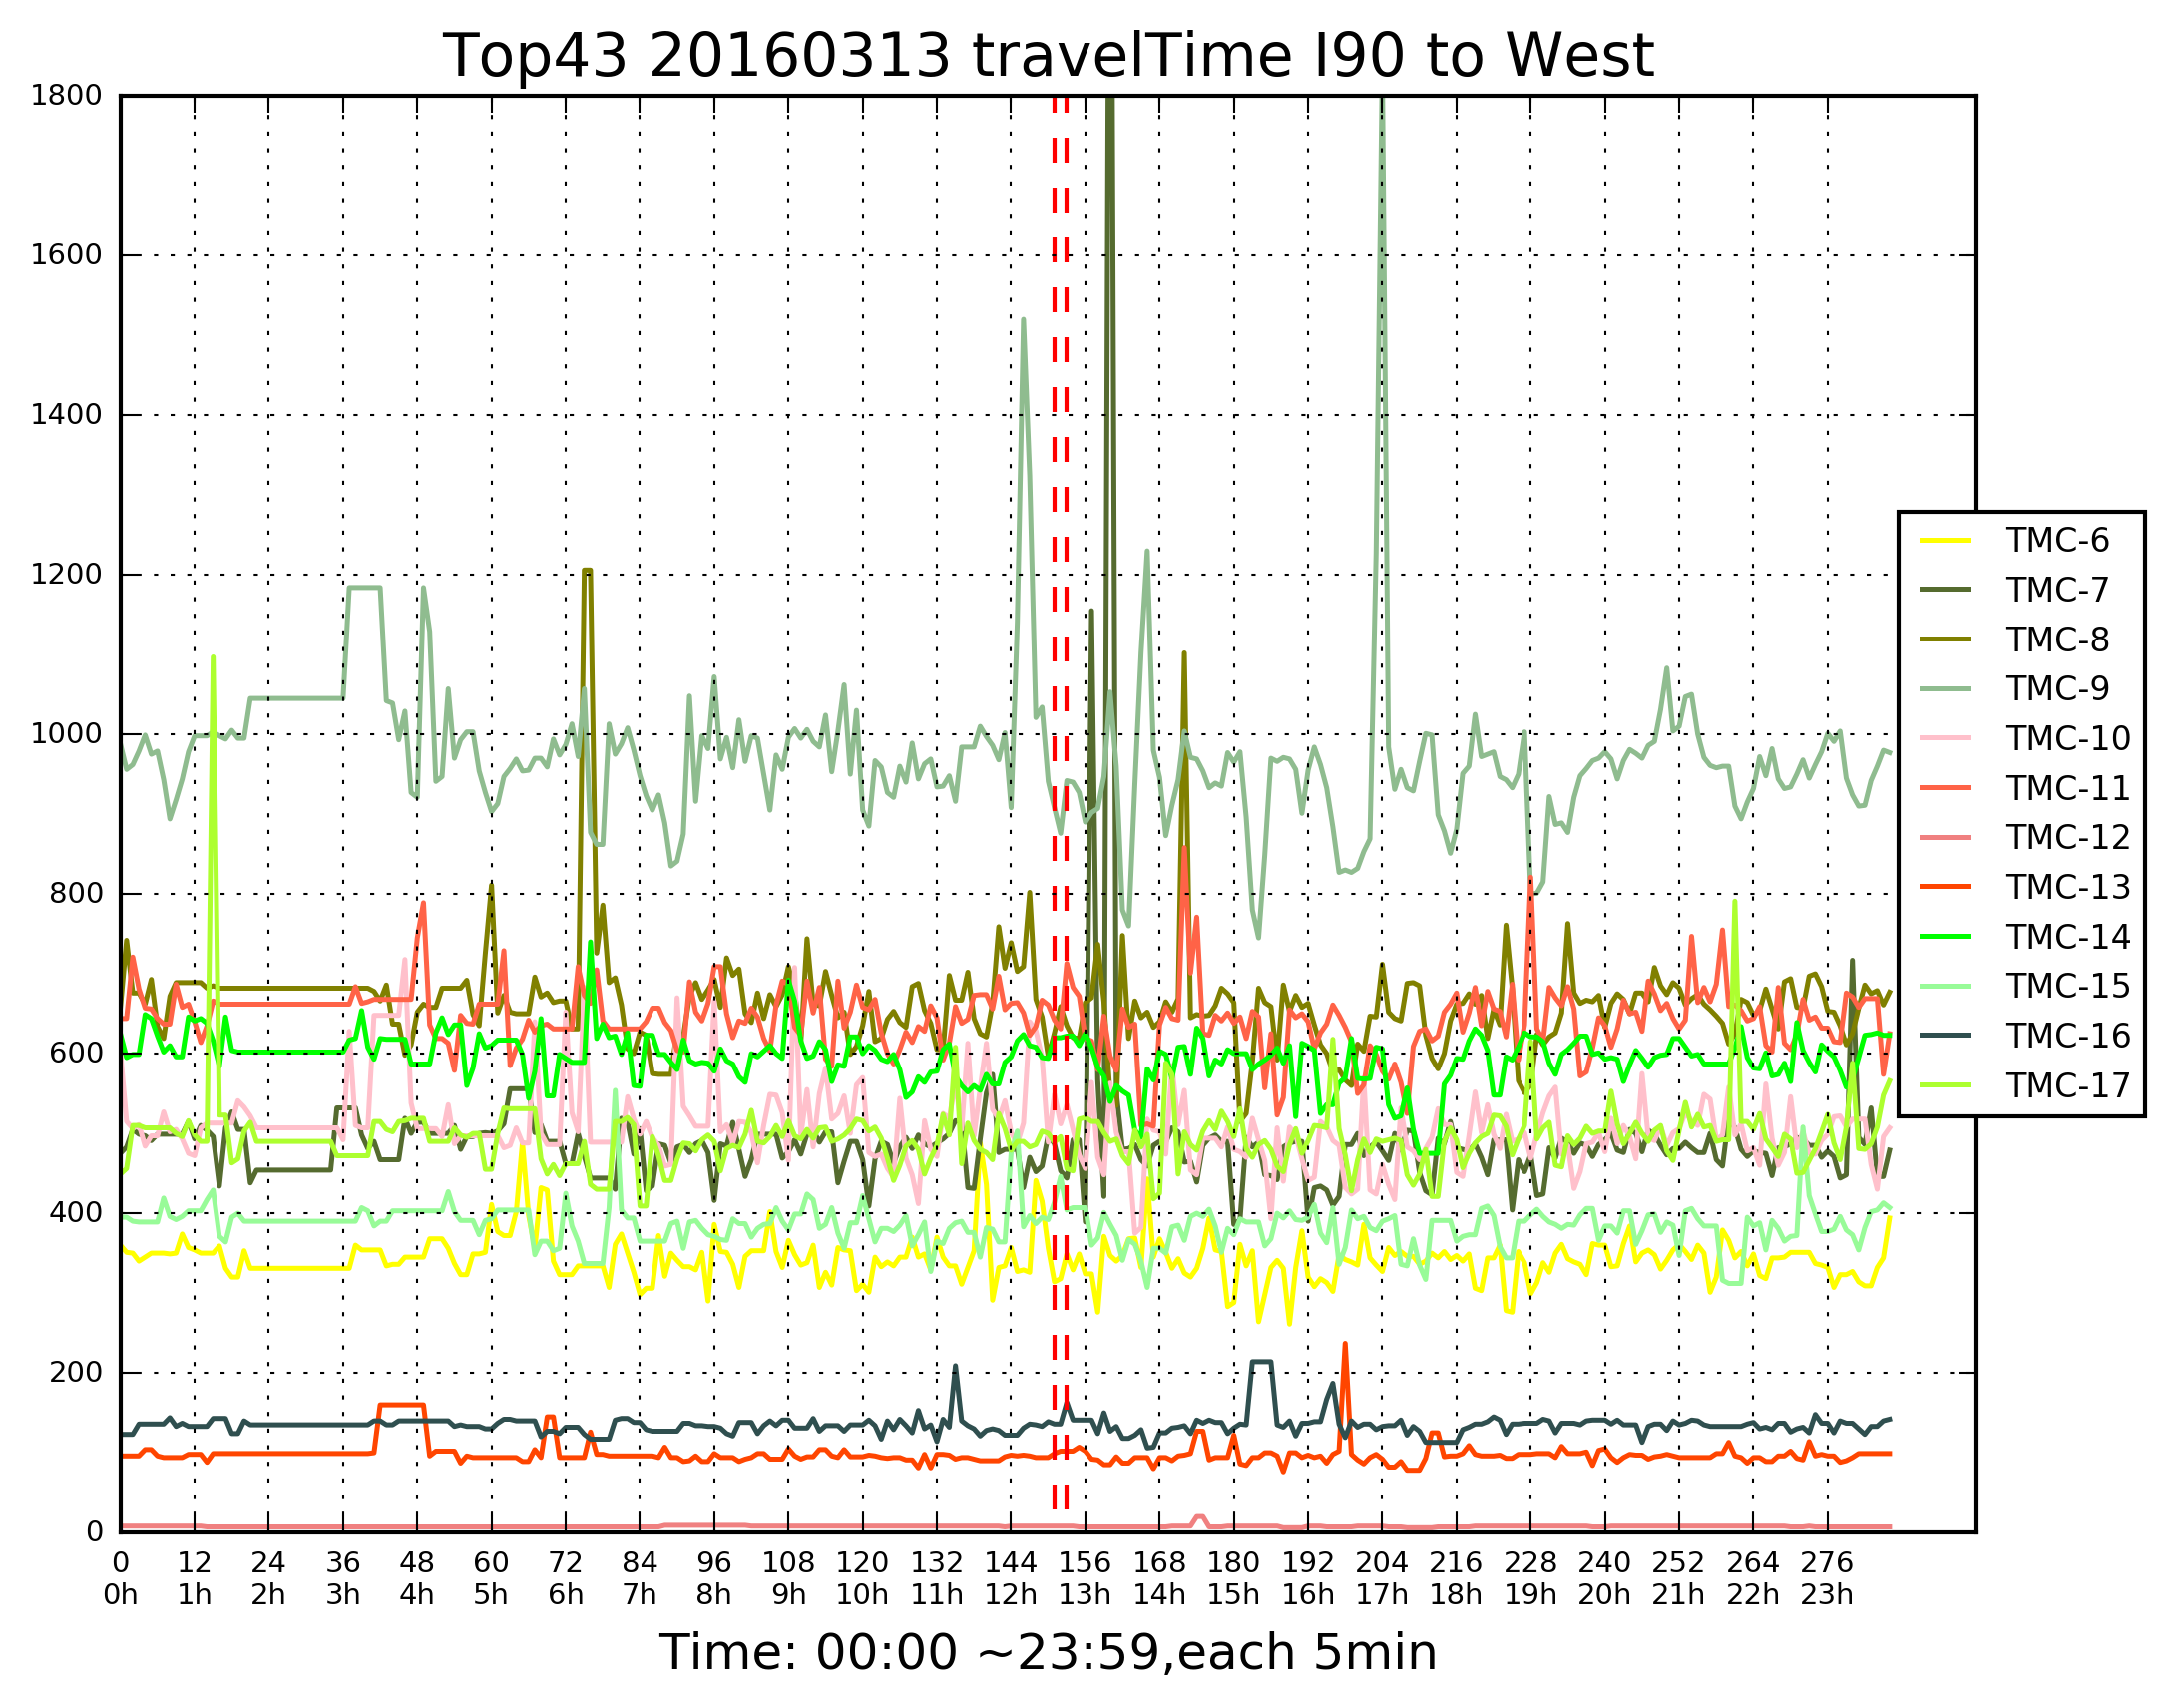 Top43 20160313 travelTime I90 to West
1800
1600
1400
1200
1000
800
600
400
200
0
TMC-6
TMC-7
TMC-8
TMC-9
TMC-10
TMC-11
TMC-12
TMC-13
TMC-14
TMC-15
TMC-16
TMC-17
0 12 24 36 48 60 72 84 96 108 120 132 144 156 168 180 192 204 216 228 240 252 264 276
0h 1h 2h 3h 4h 5h 6h 7h 8h 9h 10h 11h 12h 13h 14h 15h 16h 17h 18h 19h 20h 21h 22h 23h
Time: 00:00 ~23:59,each 5min